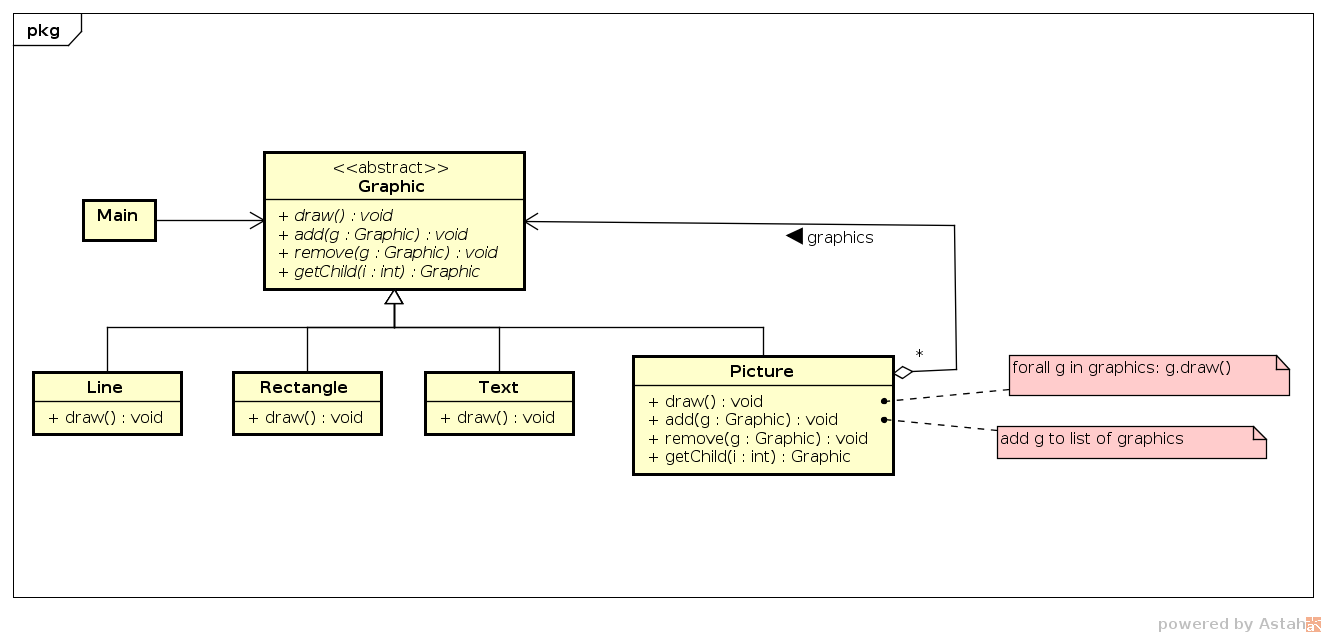 pkg
<<abstract>>
Graphic
+ draw() : void
+ add(g : Graphic) : void
+ remove(g : Graphic) : void
+ getChild(i : int) : Graphic
Main
graphics
*
Line
+ draw() : void
Rectangle
+ draw() : void
Text
+ draw() : void
Picture
+ draw() : void
+ add(g : Graphic) : void
+ remove(g : Graphic) : void
+ getChild(i : int) : Graphic
forall g in graphics: g.draw()
add g to list of graphics
powered by Astah